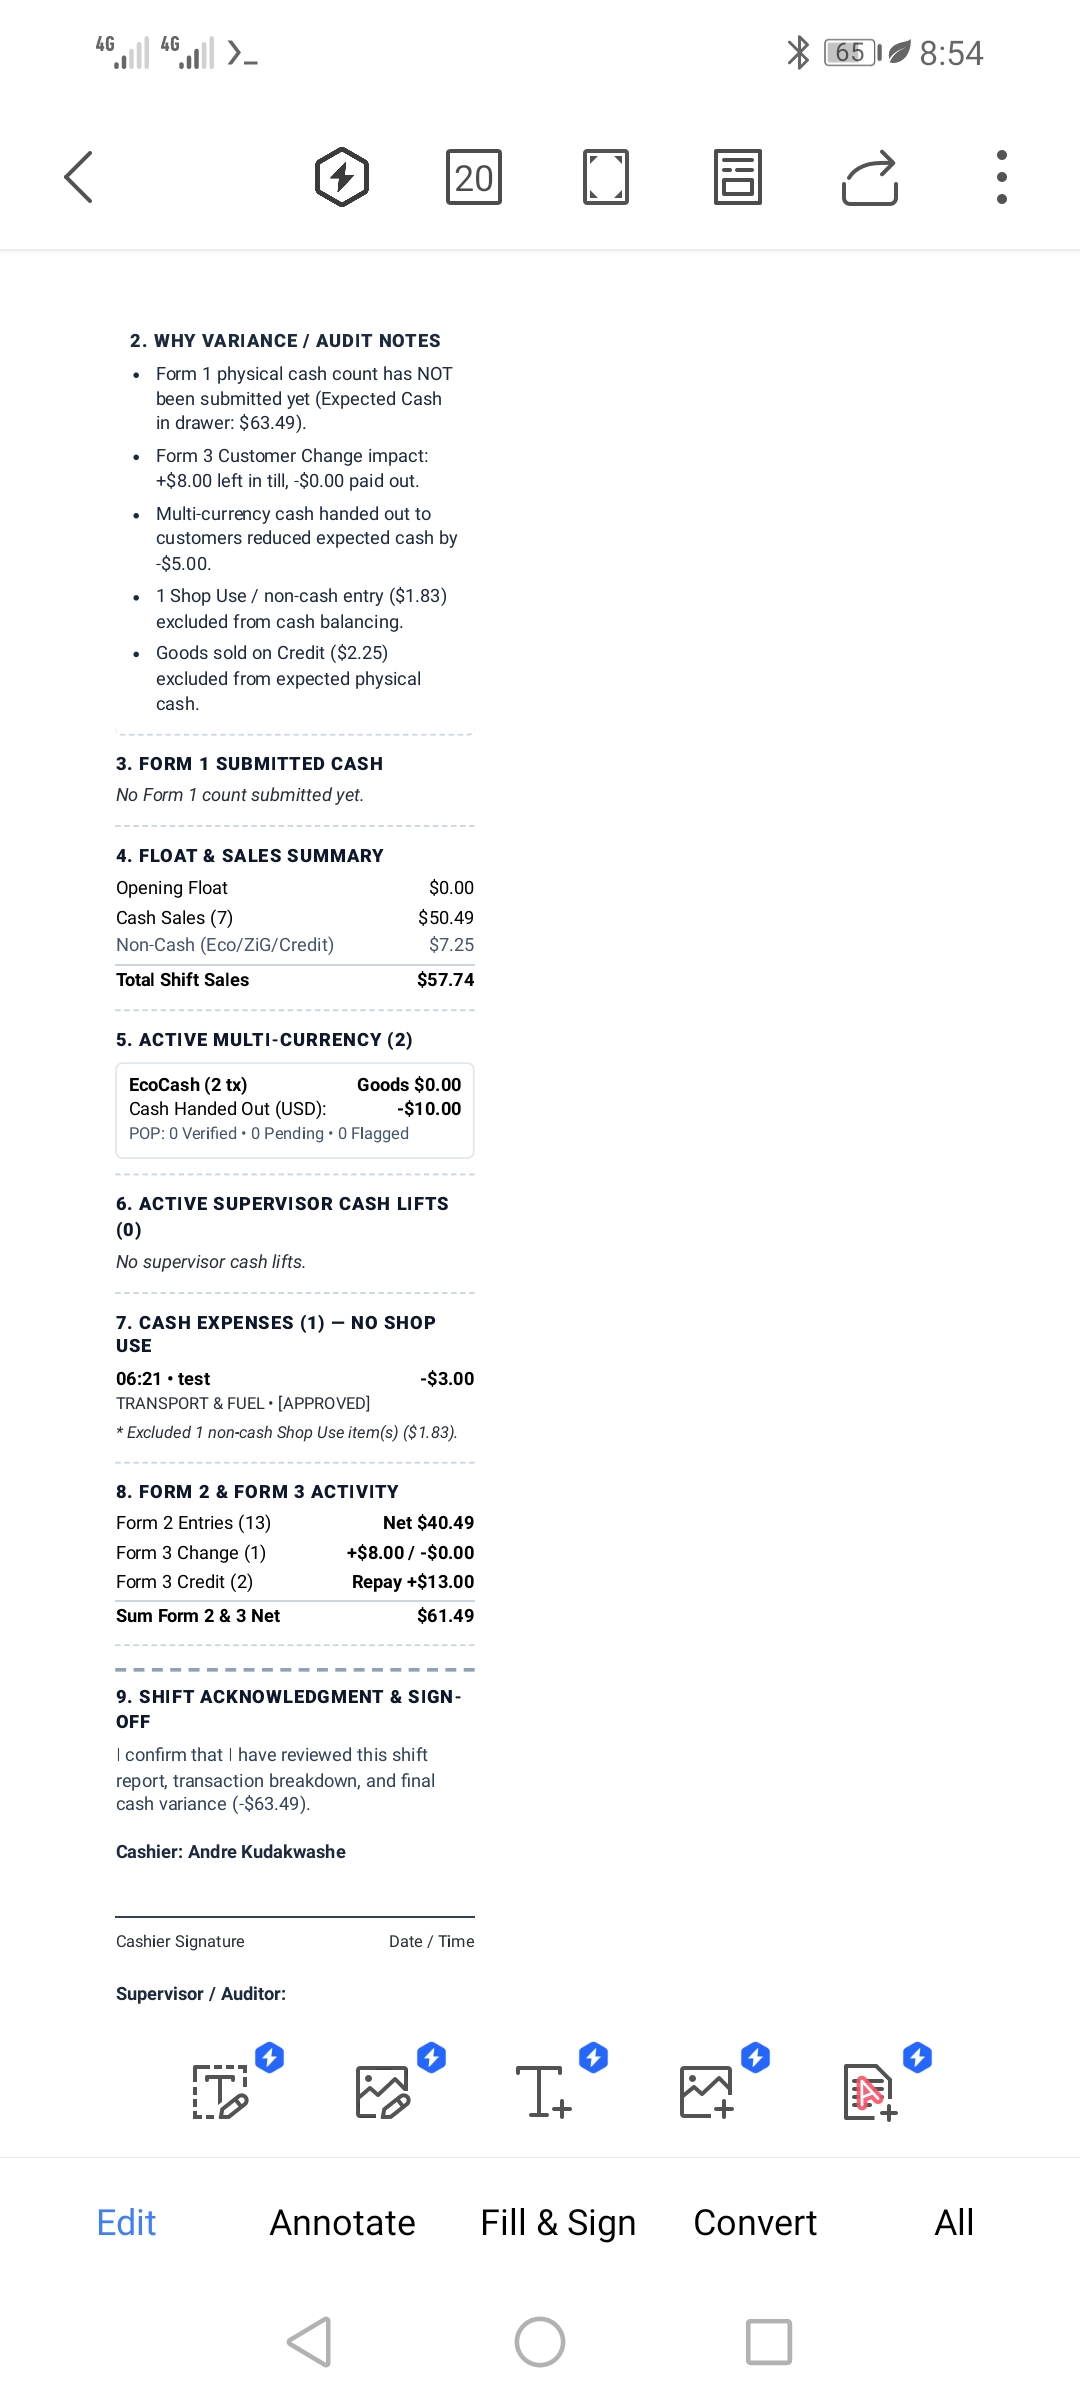 4G 4G >_ 65 8:54
20
2. WHY VARIANCE / AUDIT NOTES
• Form 1 physical cash count has NOT
been submitted yet (Expected Cash
in drawer: $63.49).
• Form 3 Customer Change impact:
+$8.00 left in till, -$0.00 paid out.
• Multi-currency cash handed out to
customers reduced expected cash by
-$5.00.
• 1 Shop Use / non-cash entry ($1.83)
excluded from cash balancing.
• Goods sold on Credit ($2.25)
excluded from expected physical
cash.
3. FORM 1 SUBMITTED CASH
No Form 1 count submitted yet.
4. FLOAT & SALES SUMMARY
Opening Float $0.00
Cash Sales (7) $50.49
Non-Cash (Eco/ZiG/Credit) $7.25
Total Shift Sales $57.74
5. ACTIVE MULTI-CURRENCY (2)
EcoCash (2 tx) Goods $0.00
Cash Handed Out (USD): -$10.00
POP: 0 Verified • 0 Pending • 0 Flagged
6. ACTIVE SUPERVISOR CASH LIFTS
(0)
No supervisor cash lifts.
7. CASH EXPENSES (1) — NO SHOP
USE
06:21 • test -$3.00
TRANSPORT & FUEL • [APPROVED]
* Excluded 1 non-cash Shop Use item(s) ($1.83).
8. FORM 2 & FORM 3 ACTIVITY
Form 2 Entries (13) Net $40.49
Form 3 Change (1) +$8.00 / -$0.00
Form 3 Credit (2) Repay +$13.00
Sum Form 2 & 3 Net $61.49
9. SHIFT ACKNOWLEDGMENT & SIGN-
OFF
I confirm that I have reviewed this shift
report, transaction breakdown, and final
cash variance (-$63.49).
Cashier: Andre Kudakwashe
Cashier Signature Date / Time
Supervisor / Auditor:
Edit Annotate Fill & Sign Convert All